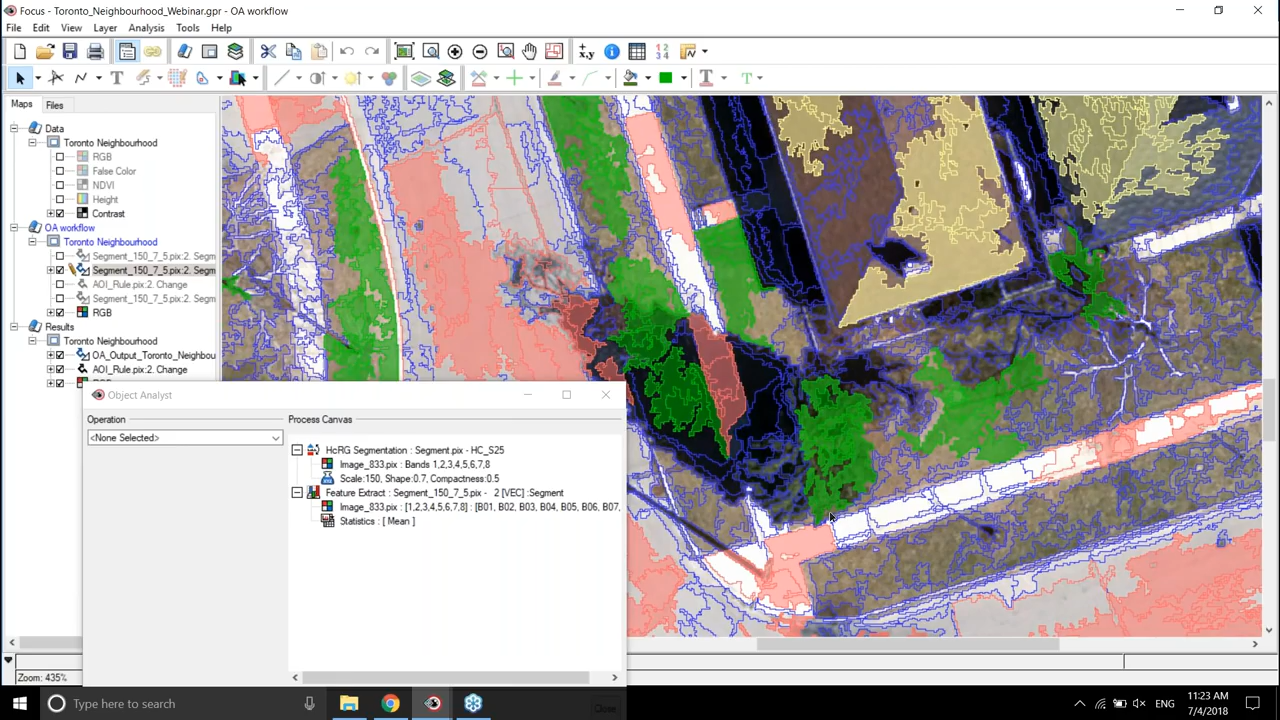 Focus - Toronto_Neighbourhood_Webinar.gpr - OA workflow
File Edit View Layer Analysis Tools Help
Maps Files
Data
Toronto Neighbourhood
RGB
False Color
NDVI
Height
Contrast
OA workflow
Toronto Neighbourhood
Segment_150_7_5.pix:2. Segm
Segment_150_7_5.pix:2. Segm
AOI_Rule.pix:2. Change
Segment_150_7_5.pix:2. Segm
RGB
Results
Toronto Neighbourhood
OA_Output_Toronto_Neighbou
AOI_Rule.pix:2. Change
Object Analyst
Operation
<None Selected>
Process Canvas
HcRG Segmentation : Segment.pix - HC_S25
Image_833.pix : Bands 1,2,3,4,5,6,7,8
Scale:150, Shape:0.7, Compactness:0.5
Feature Extract : Segment_150_7_5.pix - 2 [VEC] :Segment
Image_833.pix : [1,2,3,4,5,6,7,8] : [B01, B02, B03, B04, B05, B06, B07,
Statistics : [ Mean ]
Close
Zoom: 435%
Type here to search
ENG
11:23 AM
7/4/2018